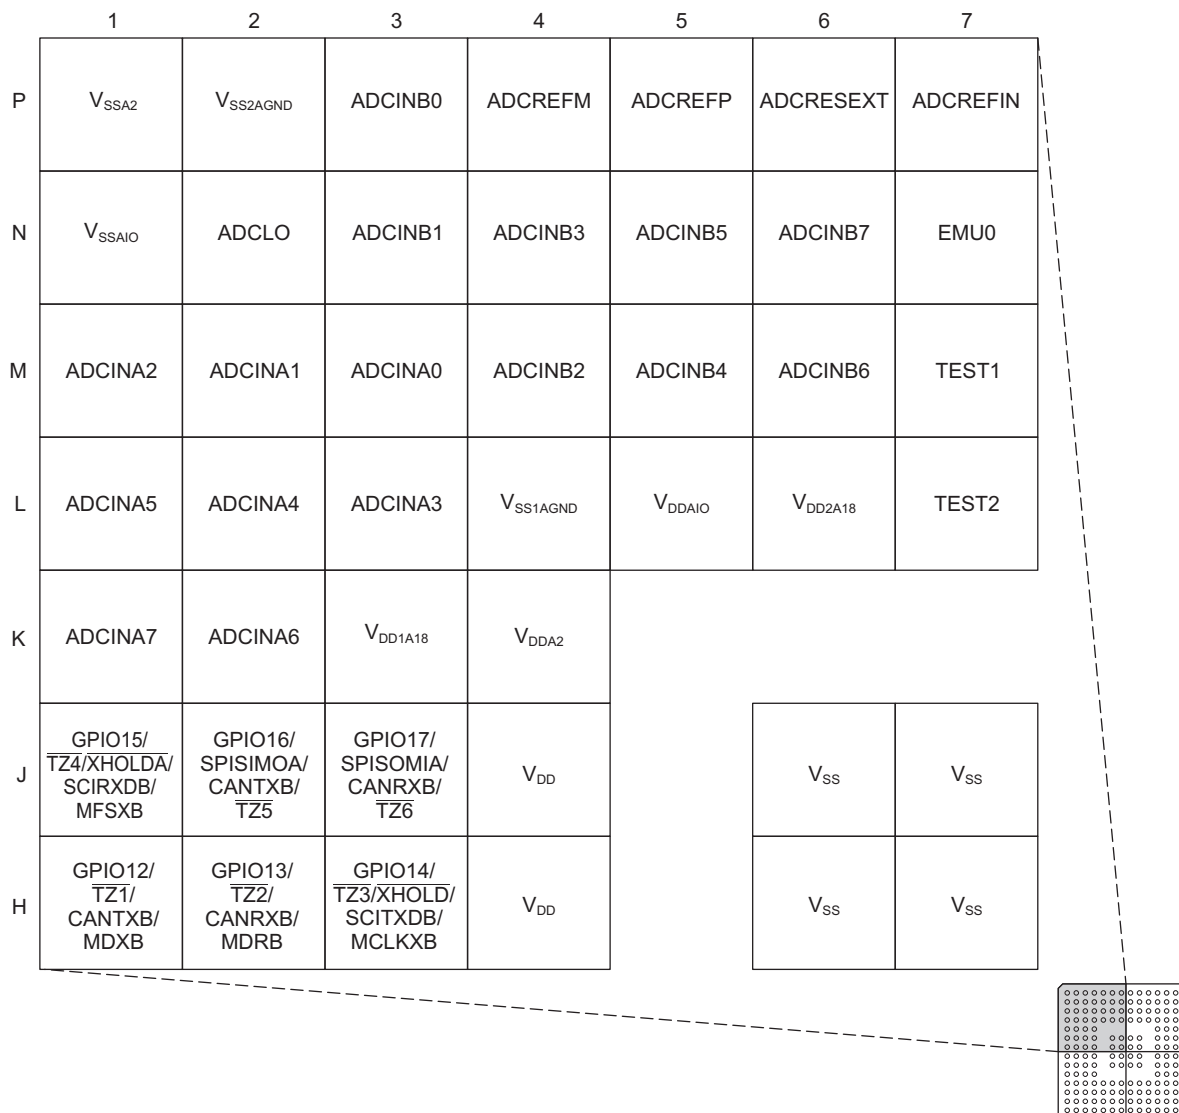 1 2 3 4 5 6 7
P VSSA2 VSS2AGND ADCINB0 ADCREFM ADCREFP ADCRESEXT ADCREFIN
N VSSAIO ADCLO ADCINB1 ADCINB3 ADCINB5 ADCINB7 EMU0
M ADCINA2 ADCINA1 ADCINA0 ADCINB2 ADCINB4 ADCINB6 TEST1
L ADCINA5 ADCINA4 ADCINA3 VSS1AGND VDDAIO VDD2A18 TEST2
K ADCINA7 ADCINA6 VDD1A18 VDDA2
J
GPIO15/
TZ4/XHOLDA/
SCIRXDB/
MFSXB
GPIO16/
SPISIMOA/
CANTXB/
TZ5
GPIO17/
SPISOMIA/
CANRXB/
TZ6
VDD
VSS
VSS
H
GPIO12/
TZ1/
CANTXB/
MDXB
GPIO13/
TZ2/
CANRXB/
MDRB
GPIO14/
TZ3/XHOLD/
SCITXDB/
MCLKXB
VDD
VSS
VSS